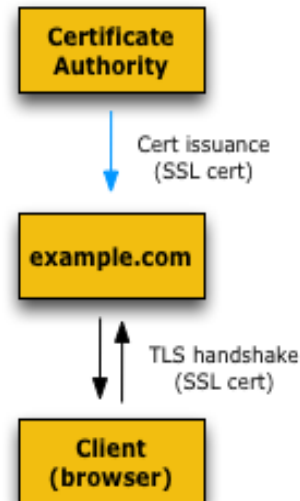 Certificate
Authority
Cert issuance
(SSL cert)
example.com
TLS handshake
(SSL cert)
Client
(browser)